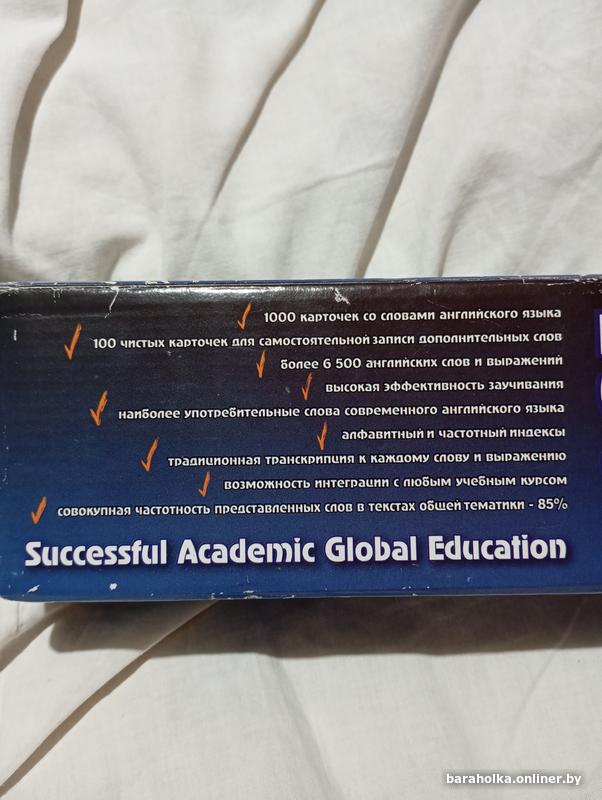 1000 карточек со словами английского языка
100 чистых карточек для самостоятельной записи дополнительных слов
более 6 500 английских слов и выражений
высокая эффективность заучивания
наиболее употребительные слова современного английского языка
алфавитный и частотный индексы
традиционная транскрипция к каждому слову и выражению
возможность интеграции с любым учебным курсом
совокупная частотность представленных слов в текстах общей тематики - 85%
Successful Academic Global Education
baraholka.onliner.by